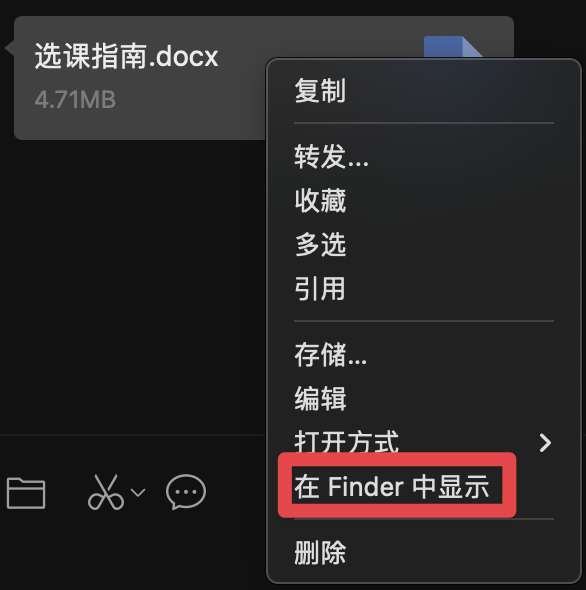 选课指南.docx
4.71MB
复制
转发...
收藏
多选
引用
存储...
编辑
打开方式
在 Finder 中显示
删除